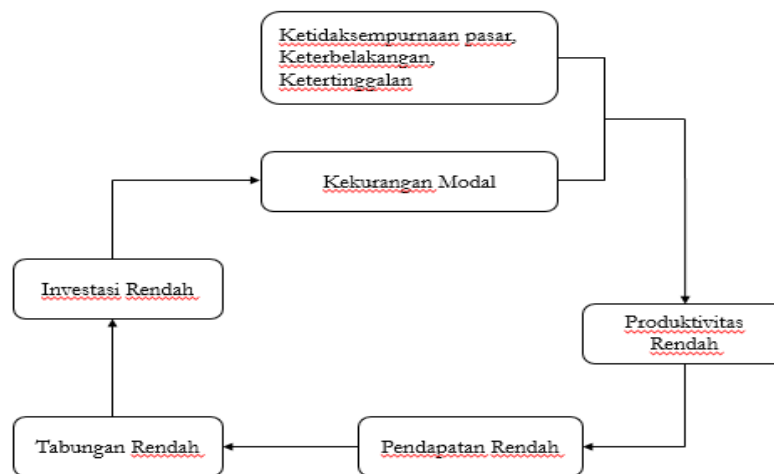 Ketidaksempurnaan pasar,
Keterbelakangan,
Ketertinggalan
Kekurangan Modal
Investasi Rendah
Produktivitas
Rendah
Tabungan Rendah
Pendapatan Rendah